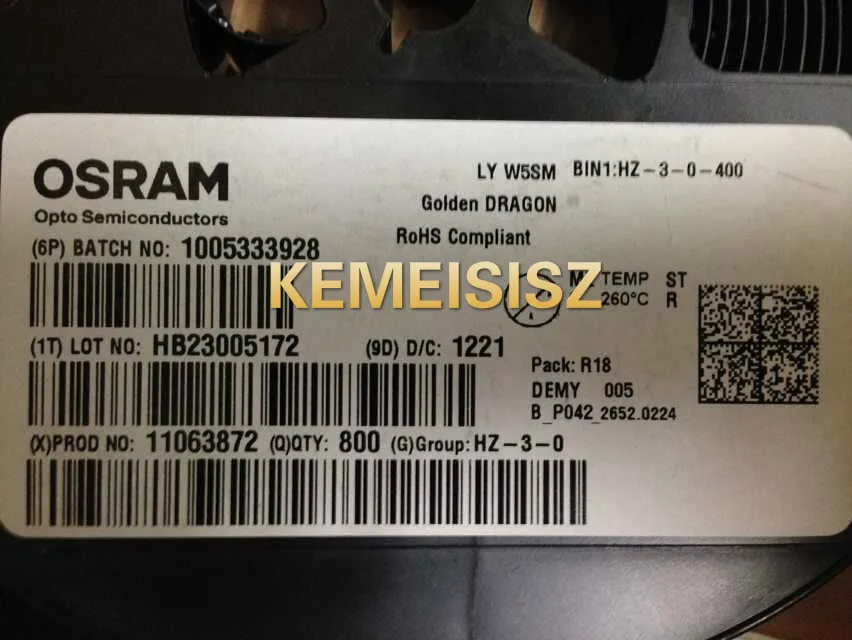 OSRAM
Opto Semiconductors
LY W5SM BIN1:HZ-3-0-400
Golden DRAGON
RoHS Compliant
(6P) BATCH NO: 1005333928
KEMEISISZ
TEMP ST
260°C R
(1T) LOT NO: HB23005172 (9D) D/C: 1221
Pack: R18
DEMY 005
B_P042_2652.0224
(X)PROD NO: 11063872 (Q)QTY: 800 (G)Group: HZ-3-0